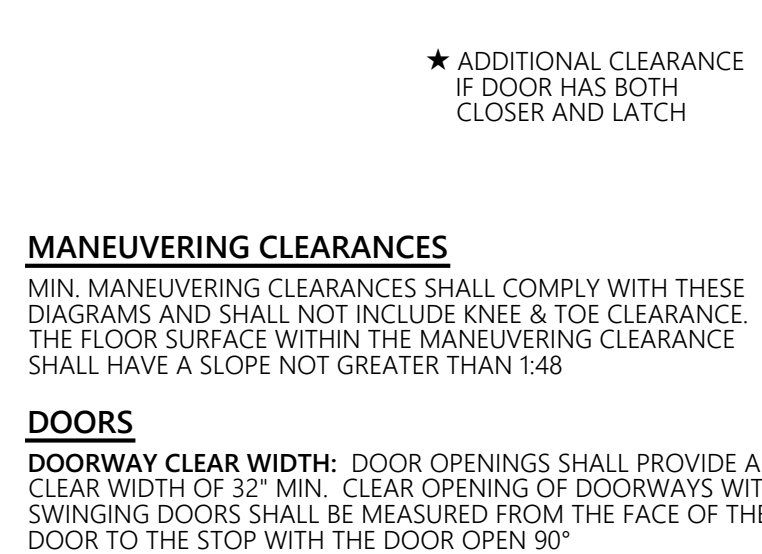 ★ ADDITIONAL CLEARANCE
IF DOOR HAS BOTH
CLOSER AND LATCH
MANEUVERING CLEARANCES
MIN. MANEUVERING CLEARANCES SHALL COMPLY WITH THESE
DIAGRAMS AND SHALL NOT INCLUDE KNEE & TOE CLEARANCE.
THE FLOOR SURFACE WITHIN THE MANEUVERING CLEARANCE
SHALL HAVE A SLOPE NOT GREATER THAN 1:48
DOORS
DOORWAY CLEAR WIDTH: DOOR OPENINGS SHALL PROVIDE A
CLEAR WIDTH OF 32" MIN. CLEAR OPENING OF DOORWAYS WIT
SWINGING DOORS SHALL BE MEASURED FROM THE FACE OF THE
DOOR TO THE STOP WITH THE DOOR OPEN 90°